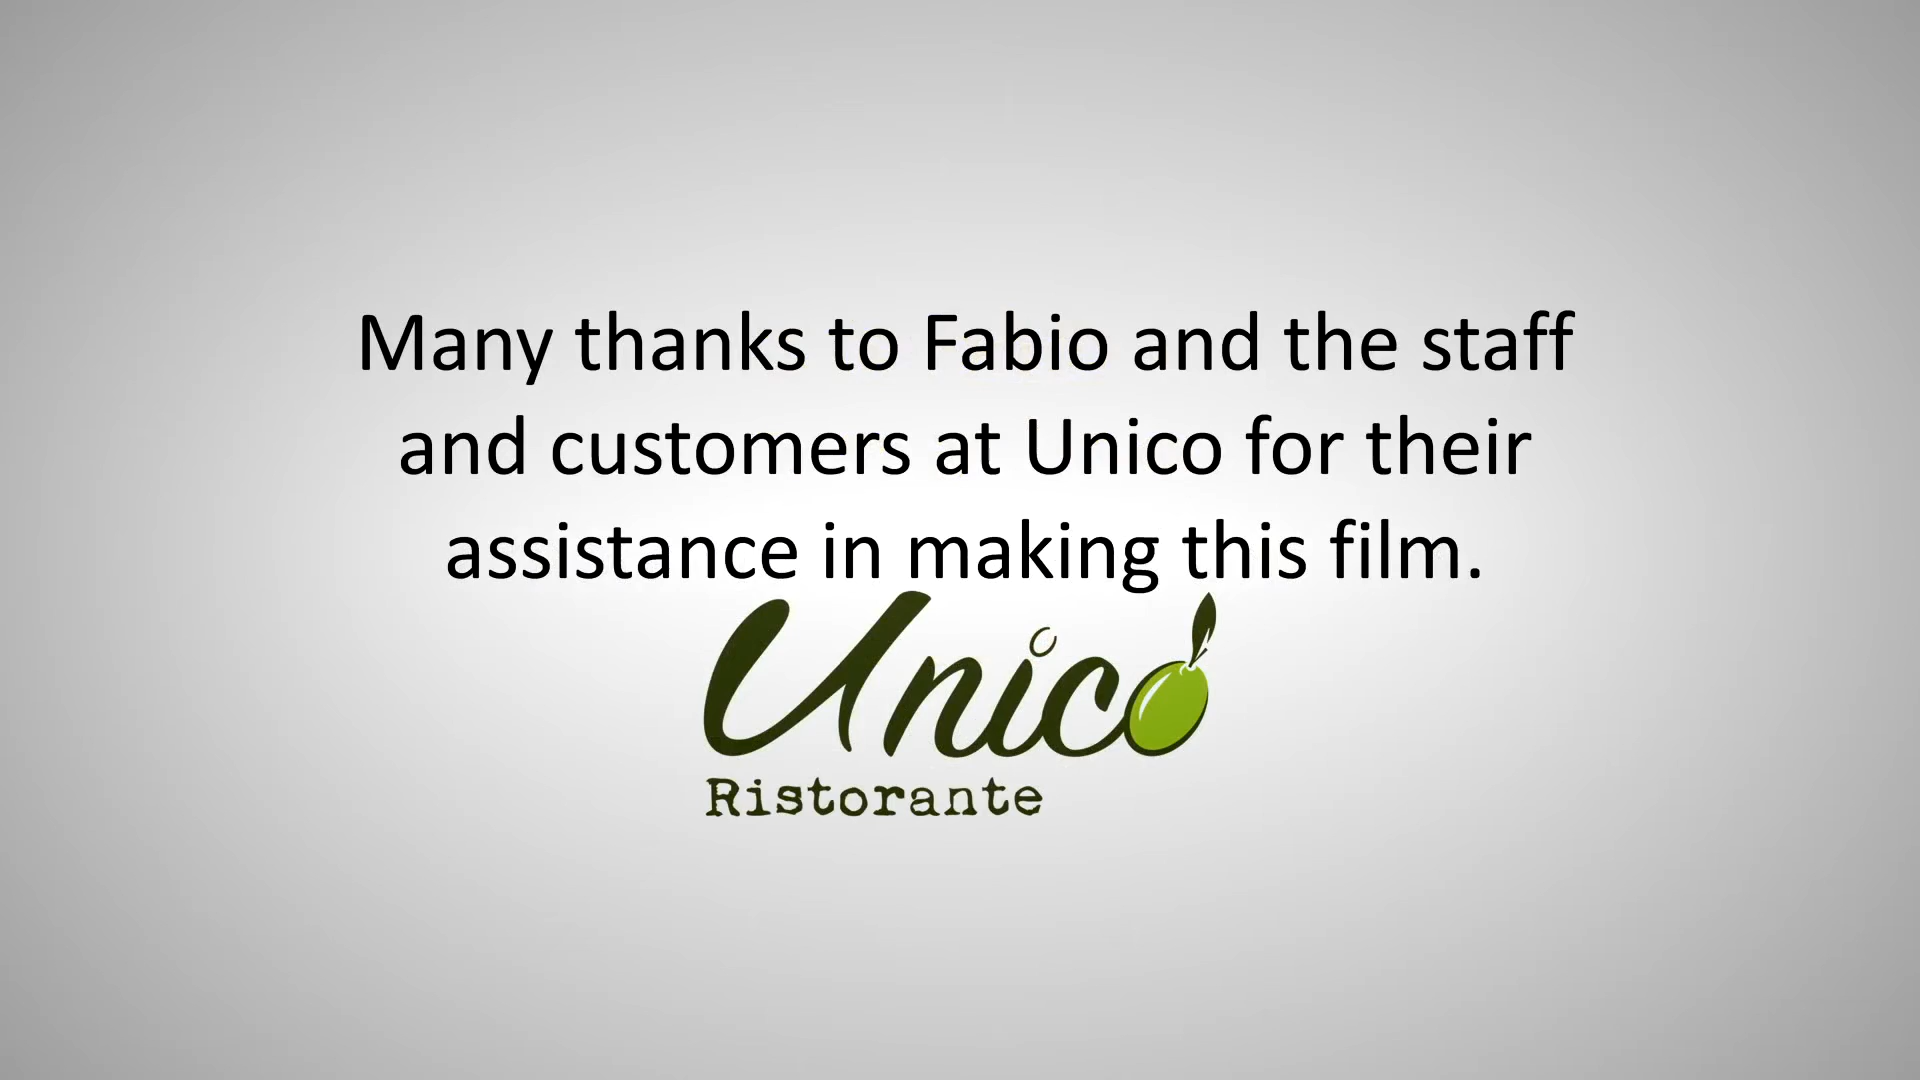 Many thanks to Fabio and the staff
and customers at Unico for their
assistance in making this film.
Unico
Ristorante